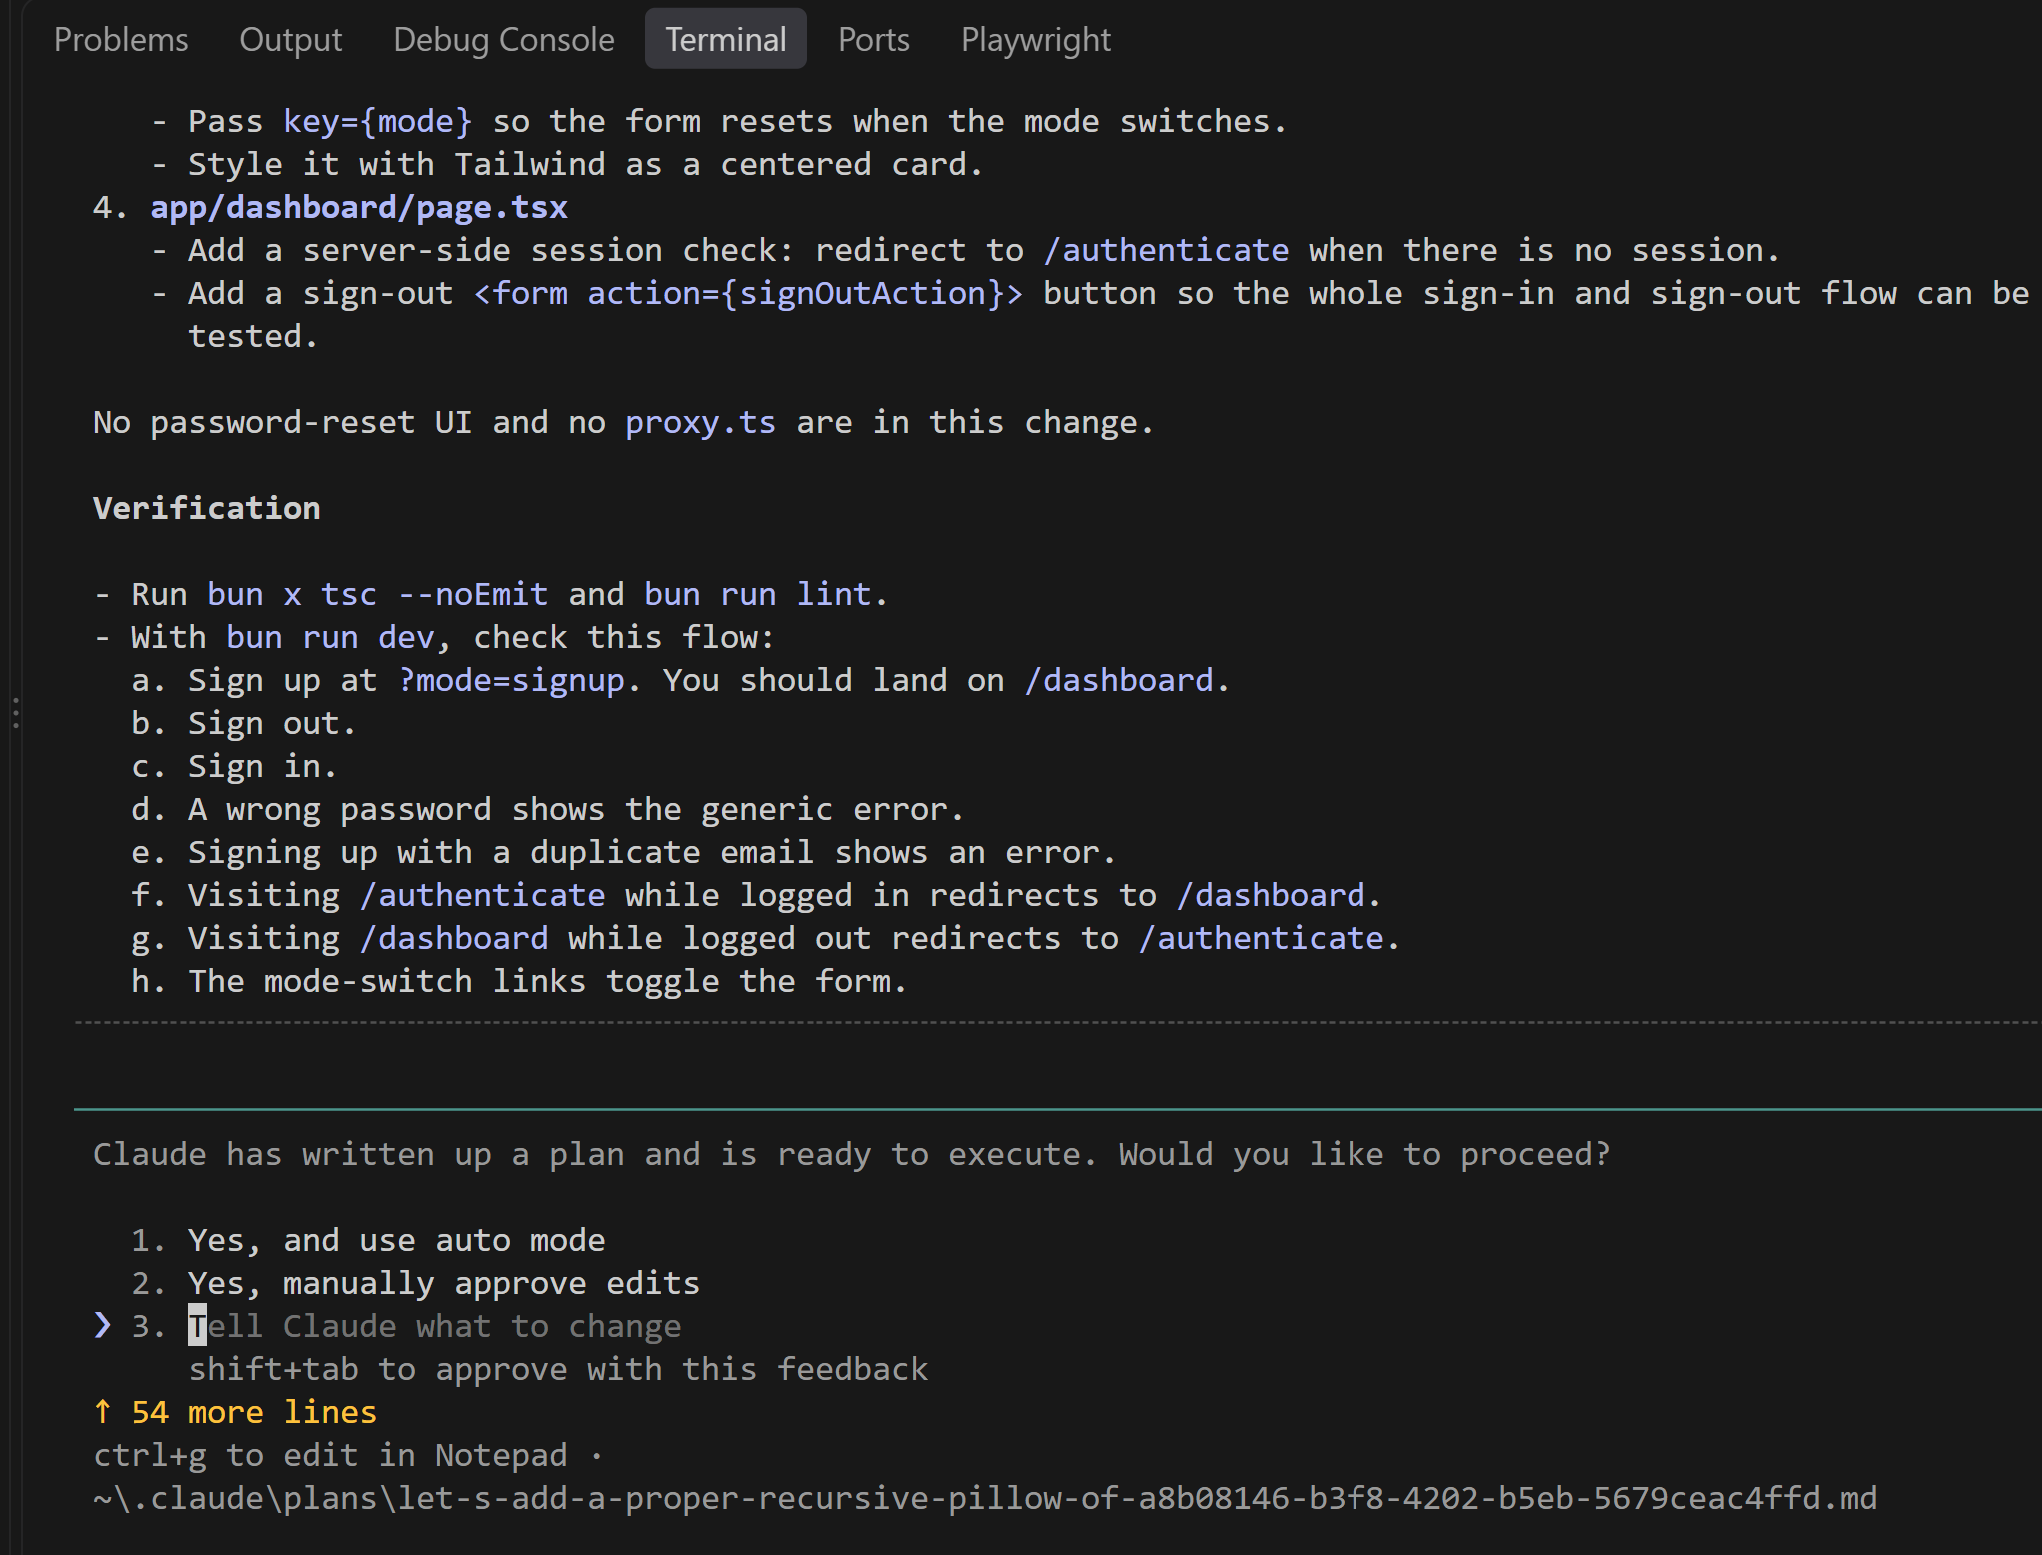 Problems Output Debug Console Terminal Ports Playwright
- Pass key={mode} so the form resets when the mode switches.
- Style it with Tailwind as a centered card.
4. app/dashboard/page.tsx
- Add a server-side session check: redirect to /authenticate when there is no session.
- Add a sign-out <form action={signOutAction}> button so the whole sign-in and sign-out flow can be
tested.
No password-reset UI and no proxy.ts are in this change.
Verification
- Run bun x tsc --noEmit and bun run lint.
- With bun run dev, check this flow:
a. Sign up at ?mode=signup. You should land on /dashboard.
b. Sign out.
c. Sign in.
d. A wrong password shows the generic error.
e. Signing up with a duplicate email shows an error.
f. Visiting /authenticate while logged in redirects to /dashboard.
g. Visiting /dashboard while logged out redirects to /authenticate.
h. The mode-switch links toggle the form.
Claude has written up a plan and is ready to execute. Would you like to proceed?
1. Yes, and use auto mode
2. Yes, manually approve edits
❯ 3. Tell Claude what to change
shift+tab to approve with this feedback
↑ 54 more lines
ctrl+g to edit in Notepad ·
~\.claude\plans\let-s-add-a-proper-recursive-pillow-of-a8b08146-b3f8-4202-b5eb-5679ceac4ffd.md